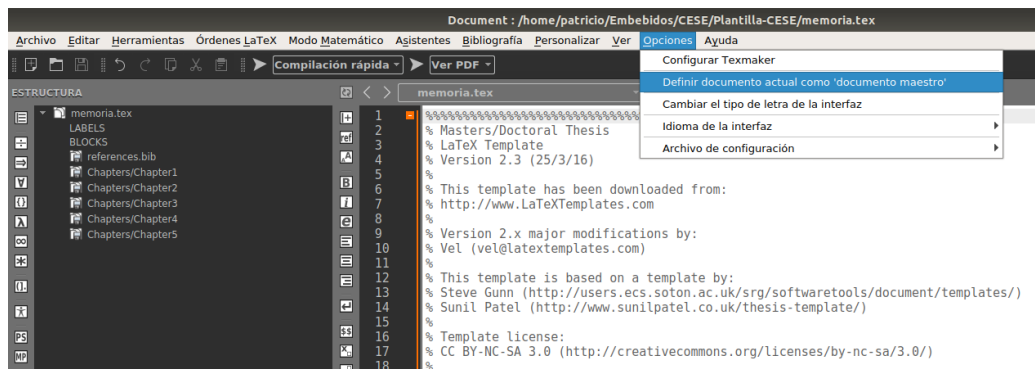 Document : /home/patricio/Embebidos/CESE/Plantilla-CESE/memoria.tex
Archivo Editar Herramientas Órdenes LaTeX Modo Matemático Asistentes Bibliografía Personalizar Ver Opciones Ayuda
Compilación rápida Ver PDF
Configurar Texmaker
Definir documento actual como 'documento maestro'
Cambiar el tipo de letra de la interfaz
Idioma de la interfaz
Archivo de configuración
ESTRUCTURA
memoria.tex
LABELS
BLOCKS
references.bib
Chapters/Chapter1
Chapters/Chapter2
Chapters/Chapter3
Chapters/Chapter4
Chapters/Chapter5
memoria.tex
1 %%%%%%%%%%%%%%%%%%%%%%%%%%%%%
2 % Masters/Doctoral Thesis
3 % LaTeX Template
4 % Version 2.3 (25/3/16)
5 %
6 % This template has been downloaded from:
7 % http://www.LaTeXTemplates.com
8 %
9 % Version 2.x major modifications by:
10 % Vel (vel@latextemplates.com)
11 %
12 % This template is based on a template by:
13 % Steve Gunn (http://users.ecs.soton.ac.uk/srg/softwaretools/document/templates/)
14 % Sunil Patel (http://www.sunilpatel.co.uk/thesis-template/)
15 %
16 % Template license:
17 % CC BY-NC-SA 3.0 (http://creativecommons.org/licenses/by-nc-sa/3.0/)
18 %